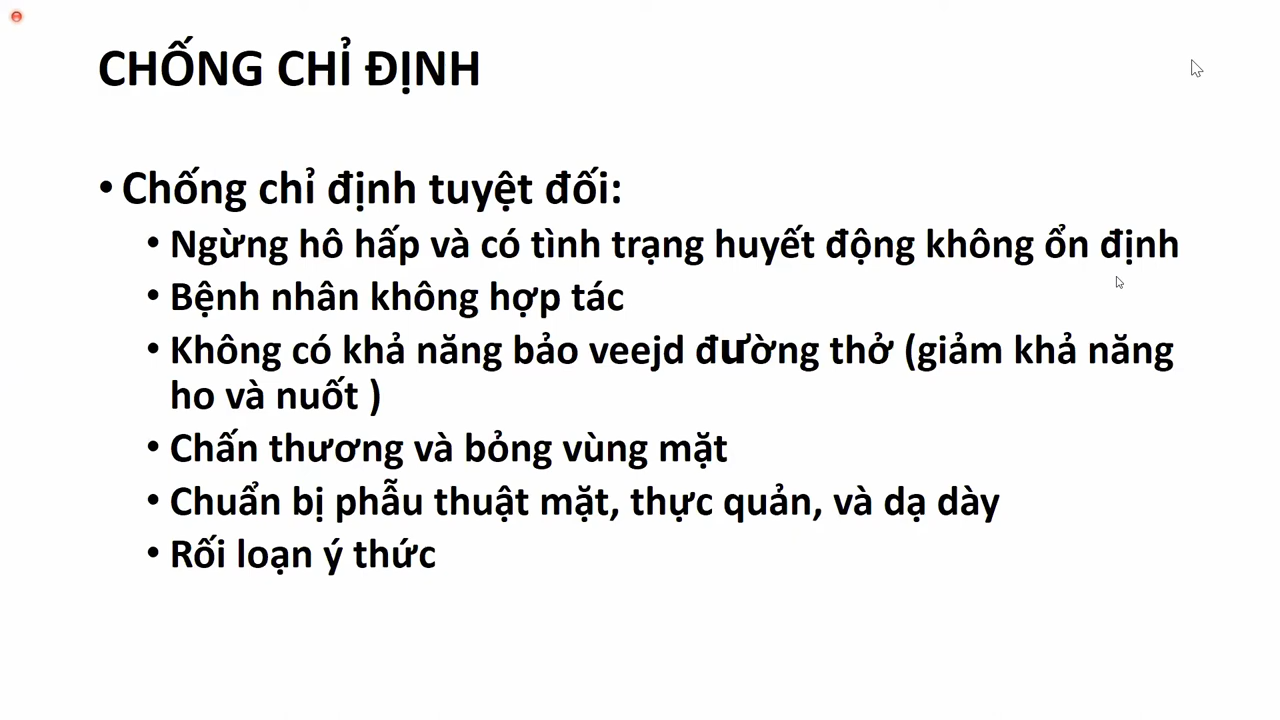 CHỐNG CHỈ ĐỊNH
• Chống chỉ định tuyệt đối:
• Ngừng hô hấp và có tình trạng huyết động không ổn định
• Bệnh nhân không hợp tác
• Không có khả năng bảo veejd đường thở (giảm khả năng
ho và nuốt )
• Chấn thương và bỏng vùng mặt
• Chuẩn bị phẫu thuật mặt, thực quản, và dạ dày
• Rối loạn ý thức